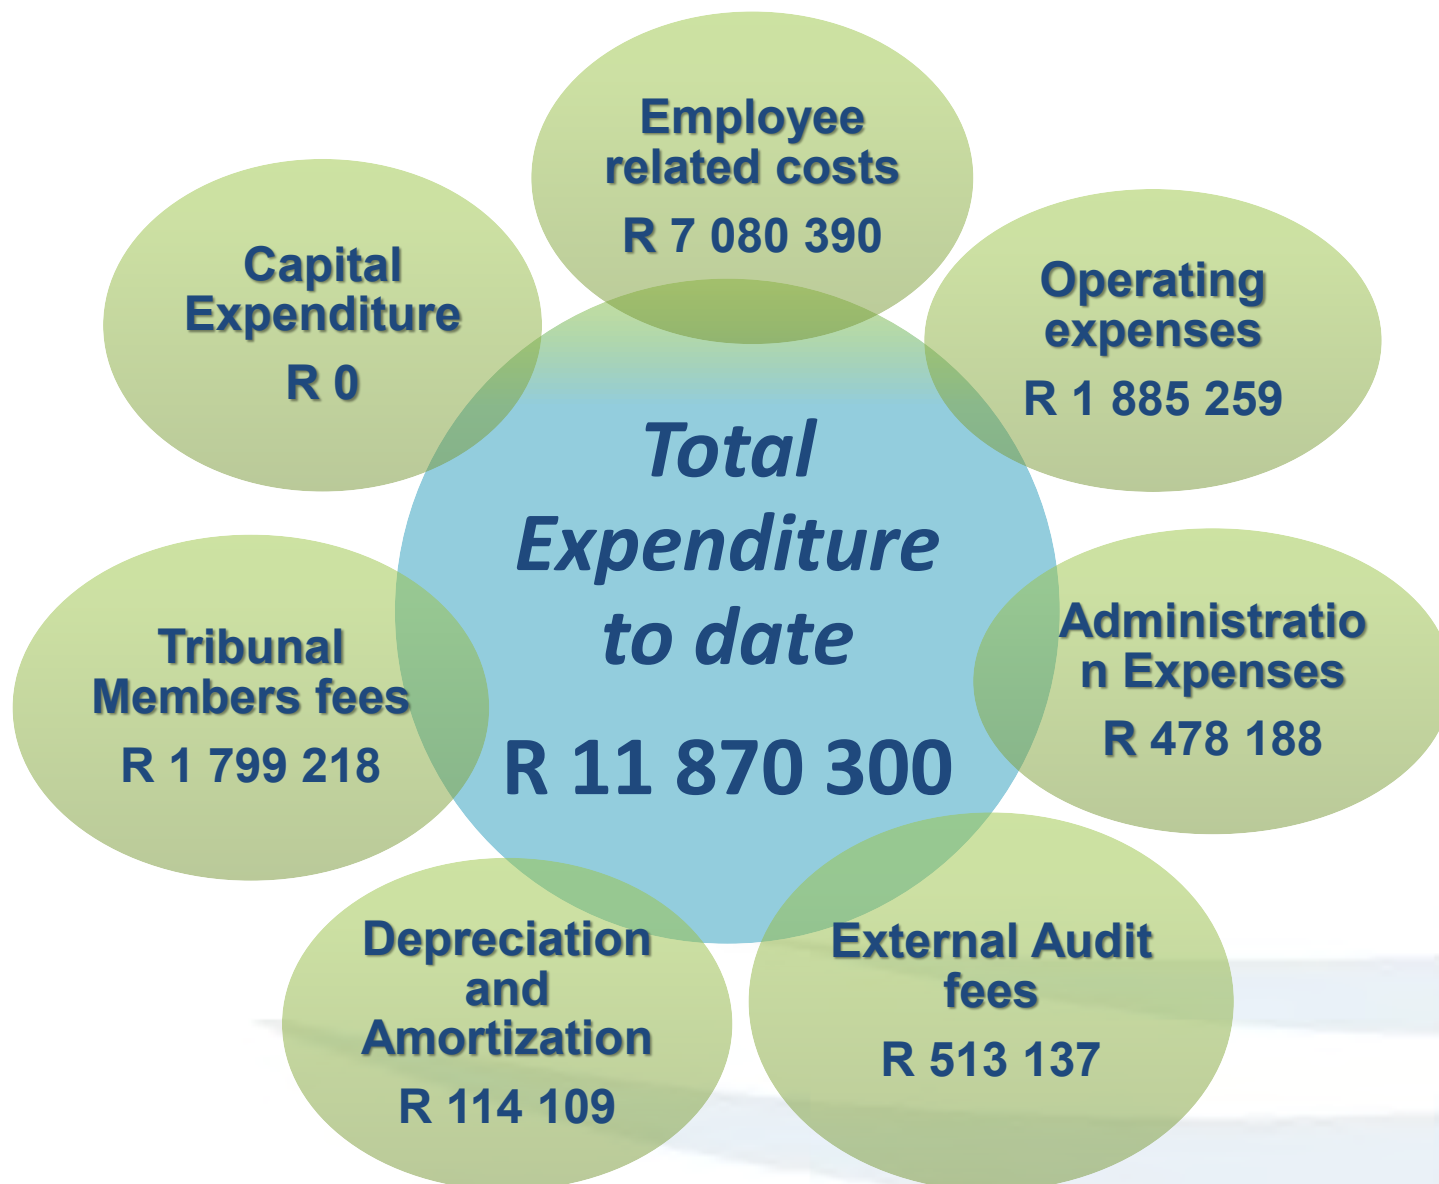 Employee
related costs
R 7 080 390
Operating
expenses
R 1 885 259
Administratio
n Expenses
R 478 188
External Audit
fees
R 513 137
Depreciation
and
Amortization
R 114 109
Tribunal
Members fees
R 1 799 218
Capital
Expenditure
R 0
Total
Expenditure
to date
R 11 870 300